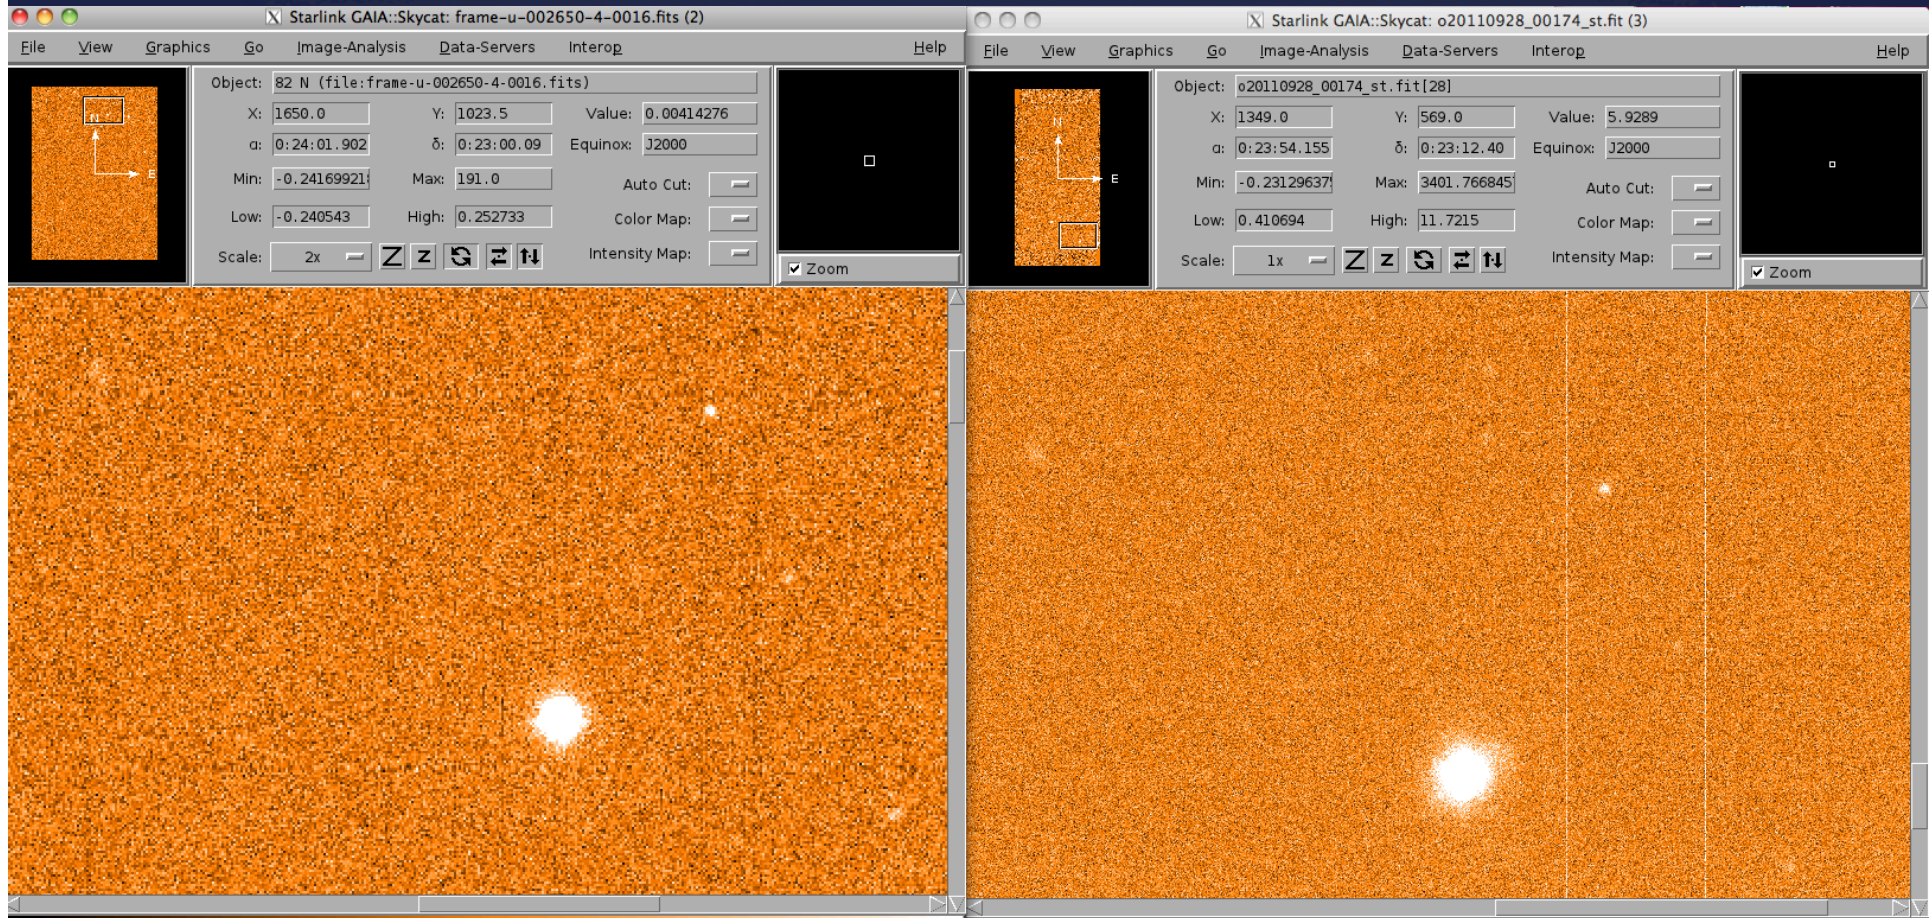 Starlink GAIA::Skycat: frame-u-002650-4-0016.fits (2)
File View Graphics Go Image-Analysis Data-Servers Interop Help
Object: 82 N (file:frame-u-002650-4-0016.fits)
X: 1650.0 Y: 1023.5 Value: 0.00414276
α: 0:24:01.902 δ: 0:23:00.09 Equinox: J2000
Min: -0.24169921 Max: 191.0 Auto Cut:
Low: -0.240543 High: 0.252733 Color Map:
Scale: 2x Z z Intensity Map:
Zoom
N
E
Starlink GAIA::Skycat: o20110928_00174_st.fit (3)
File View Graphics Go Image-Analysis Data-Servers Interop Help
Object: o20110928_00174_st.fit[28]
X: 1349.0 Y: 569.0 Value: 5.9289
α: 0:23:54.155 δ: 0:23:12.40 Equinox: J2000
Min: -0.23129637 Max: 3401.766845 Auto Cut:
Low: 0.410694 High: 11.7215 Color Map:
Scale: 1x Z z Intensity Map:
Zoom
N
E